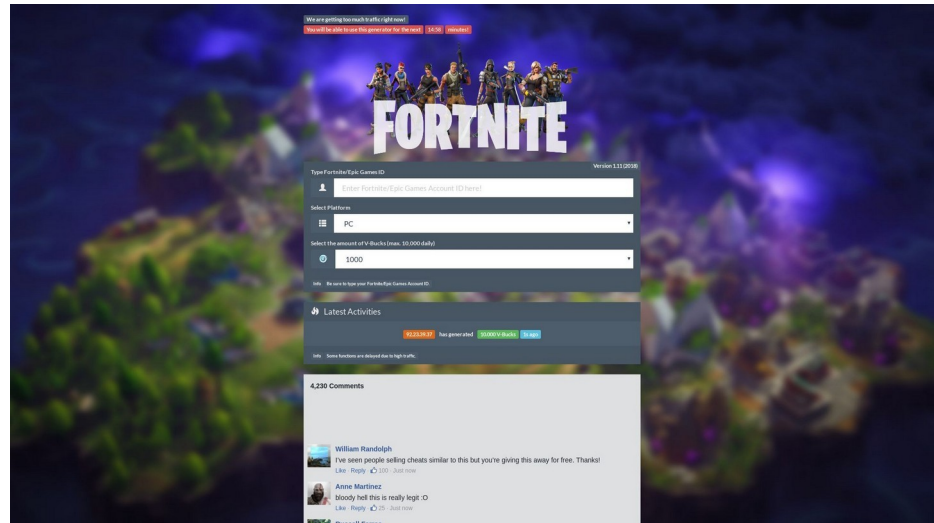 We are getting too much traffic right now!
You will be able to use this generator for the next 14:58 minutes!
FORTNITE
Version 1.11 (2018)
Type Fortnite/Epic Games ID
Enter Fortnite/Epic Games Account ID here!
Select Platform
PC
Select the amount of V-Bucks (max. 10,000 daily)
1000
Info Be sure to type your Fortnite/Epic Games Account ID.
Latest Activities
has generated 10,000 V-Bucks 1s ago
Info Some functions are delayed due to high traffic.
4,230 Comments
William Randolph
I've seen people selling cheats similar to this but you're giving this away for free. Thanks!
Like · Reply · 100 · Just now
Anne Martinez
bloody hell this is really legit :O
Like · Reply · 25 · Just now